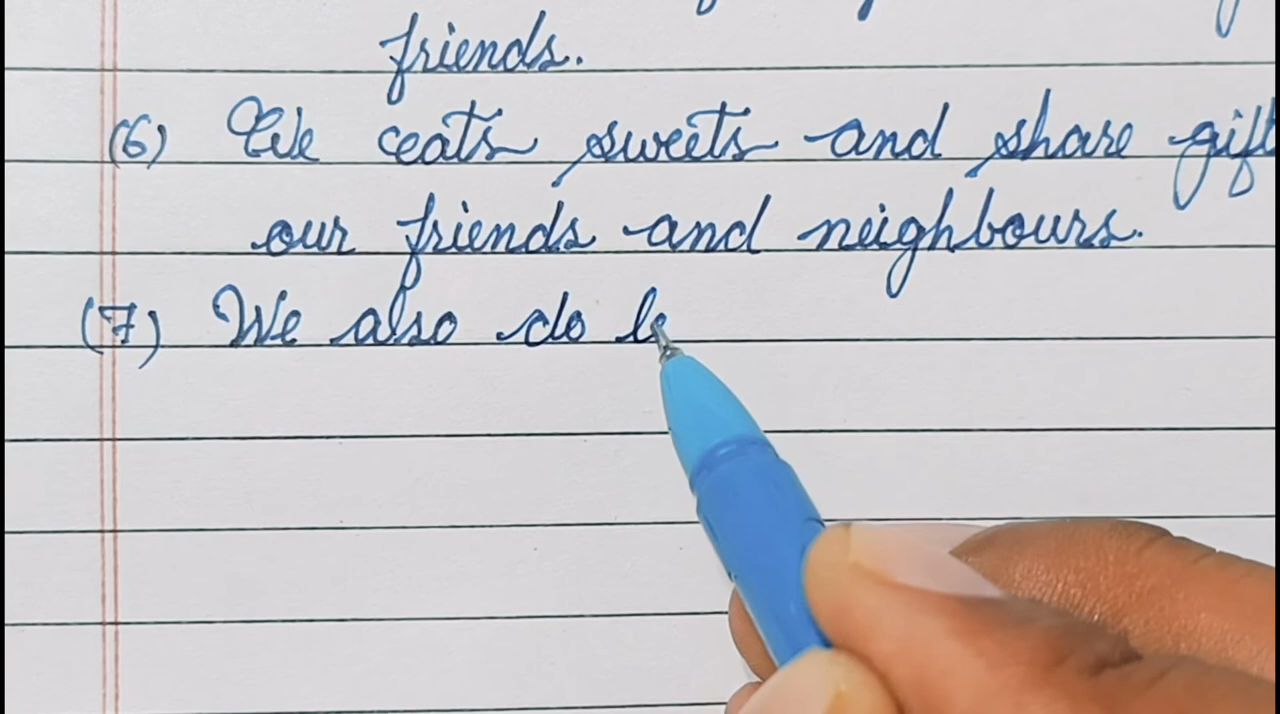 friends.
(6) We eats sweets and share gift
our friends and neighbours.
(7) We also do